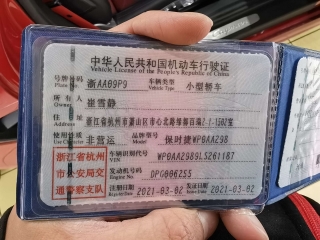 中华人民共和国机动车行驶证
Vehicle License of the People's Republic of China
号牌号码 浙AA09P9 车辆类型 小型轿车
Plate No. Vehicle Type
所有人 崔雪静
Owner
住址 浙江省杭州市萧山区市心北路绿都百瑞2-1-1502室
Address
使用性质 非营运 品牌型号 保时捷WP0AA298
Use Character Model
浙江省杭州 车辆识别代号 WP0AA2989LS261187
VIN
市公安局交 发动机号码 DPG006255
Engine No.
通警察支队 注册日期 2021-03-02 发证日期 2021-03-02
Register Date Issue Date